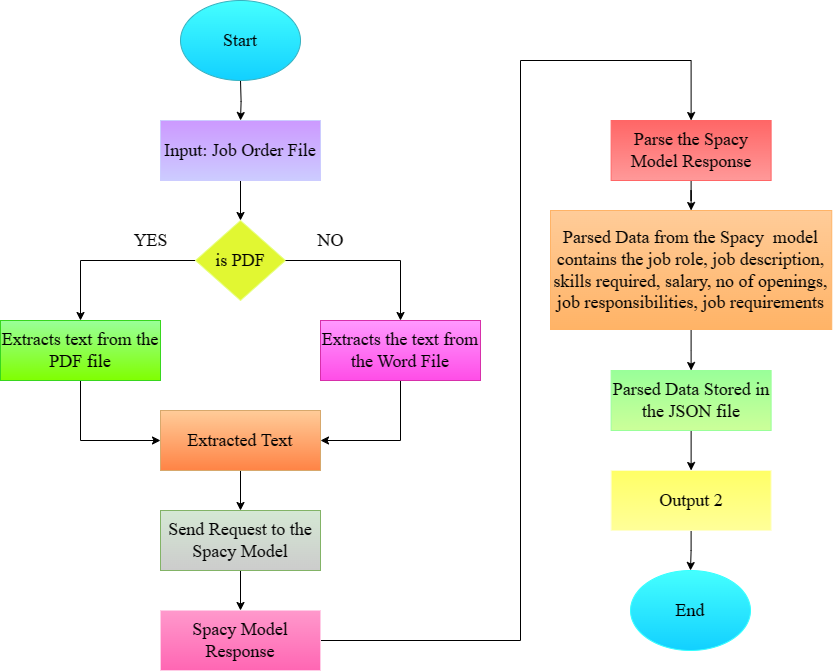 Start
Input: Job Order File
is PDF
YES
NO
Extracts text from the
PDF file
Extracts the text from
the Word File
Extracted Text
Send Request to the
Spacy Model
Spacy Model
Response
Parse the Spacy
Model Response
Parsed Data from the Spacy model
contains the job role, job description,
skills required, salary, no of openings,
job responsibilities, job requirements
Parsed Data Stored in
the JSON file
Output 2
End